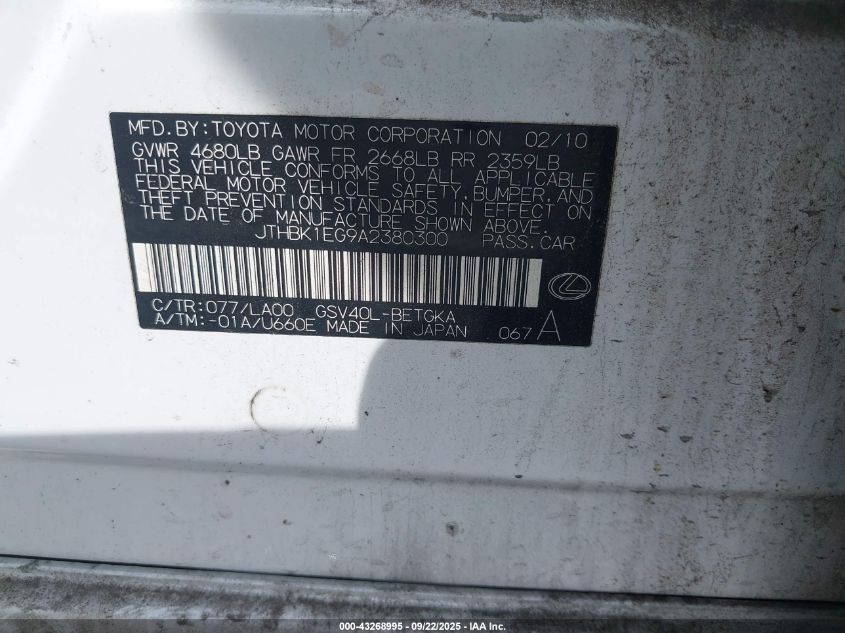 MFD.BY:TOYOTA MOTOR CORPORATION 02/10
GVWR 4680LB GAWR FR 2668LB RR 2359LB
THIS VEHICLE CONFORMS TO ALL APPLICABLE
FEDERAL MOTOR VEHICLE SAFETY,BUMPER,AND
THEFT PREVENTION STANDARDS IN EFFECT ON
THE DATE OF MANUFACTURE SHOWN ABOVE.
JTHBK1EG9A2380300 PASS.CAR
C/TR:077/LA00 GSV40L-BETGKA
A/TM:-01A/U660E MADE IN JAPAN 067A
000-43268995 - 09/22/2025 - IAA Inc.